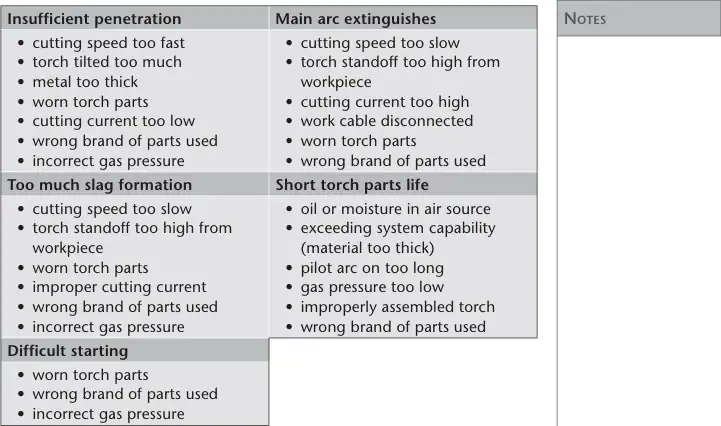 Insufficient penetration
• cutting speed too fast
• torch tilted too much
• metal too thick
• worn torch parts
• cutting current too low
• wrong brand of parts used
• incorrect gas pressure
Main arc extinguishes
• cutting speed too slow
• torch standoff too high from
workpiece
• cutting current too high
• work cable disconnected
• worn torch parts
• wrong brand of parts used
Too much slag formation
• cutting speed too slow
• torch standoff too high from
workpiece
• worn torch parts
• improper cutting current
• wrong brand of parts used
• incorrect gas pressure
Short torch parts life
• oil or moisture in air source
• exceeding system capability
(material too thick)
• pilot arc on too long
• gas pressure too low
• improperly assembled torch
• wrong brand of parts used
Difficult starting
• worn torch parts
• wrong brand of parts used
• incorrect gas pressure
NOTES